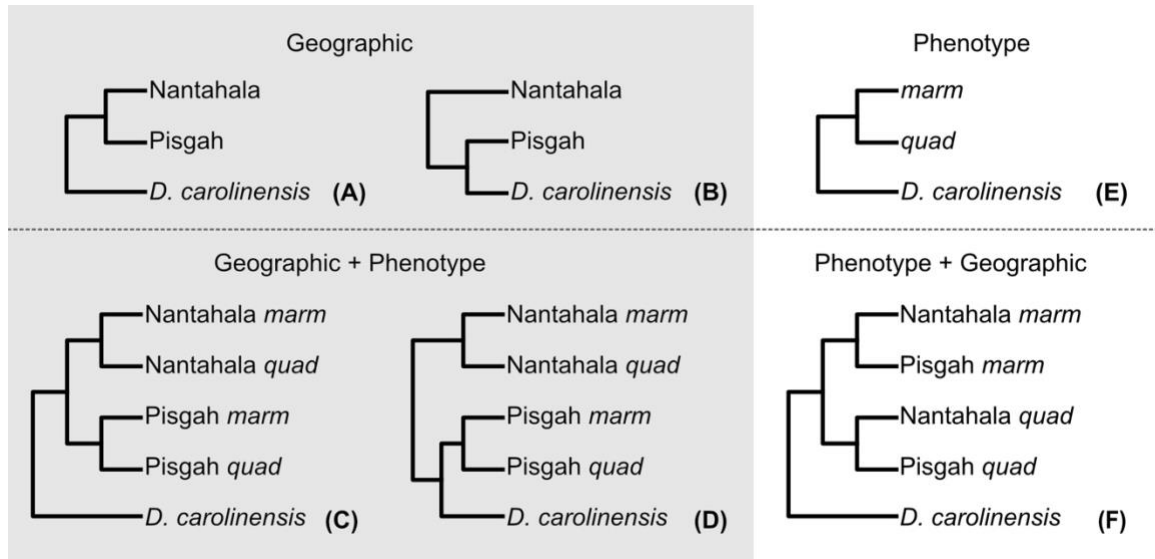 Geographic
Phenotype
Nantahala
Pisgah
D. carolinensis (A)
Nantahala
Pisgah
D. carolinensis (B)
marm
quad
D. carolinensis (E)
Geographic + Phenotype
Phenotype + Geographic
Nantahala marm
Nantahala quad
Pisgah marm
Pisgah quad
D. carolinensis (C)
Nantahala marm
Nantahala quad
Pisgah marm
Pisgah quad
D. carolinensis (D)
Nantahala marm
Pisgah marm
Nantahala quad
Pisgah quad
D. carolinensis (F)